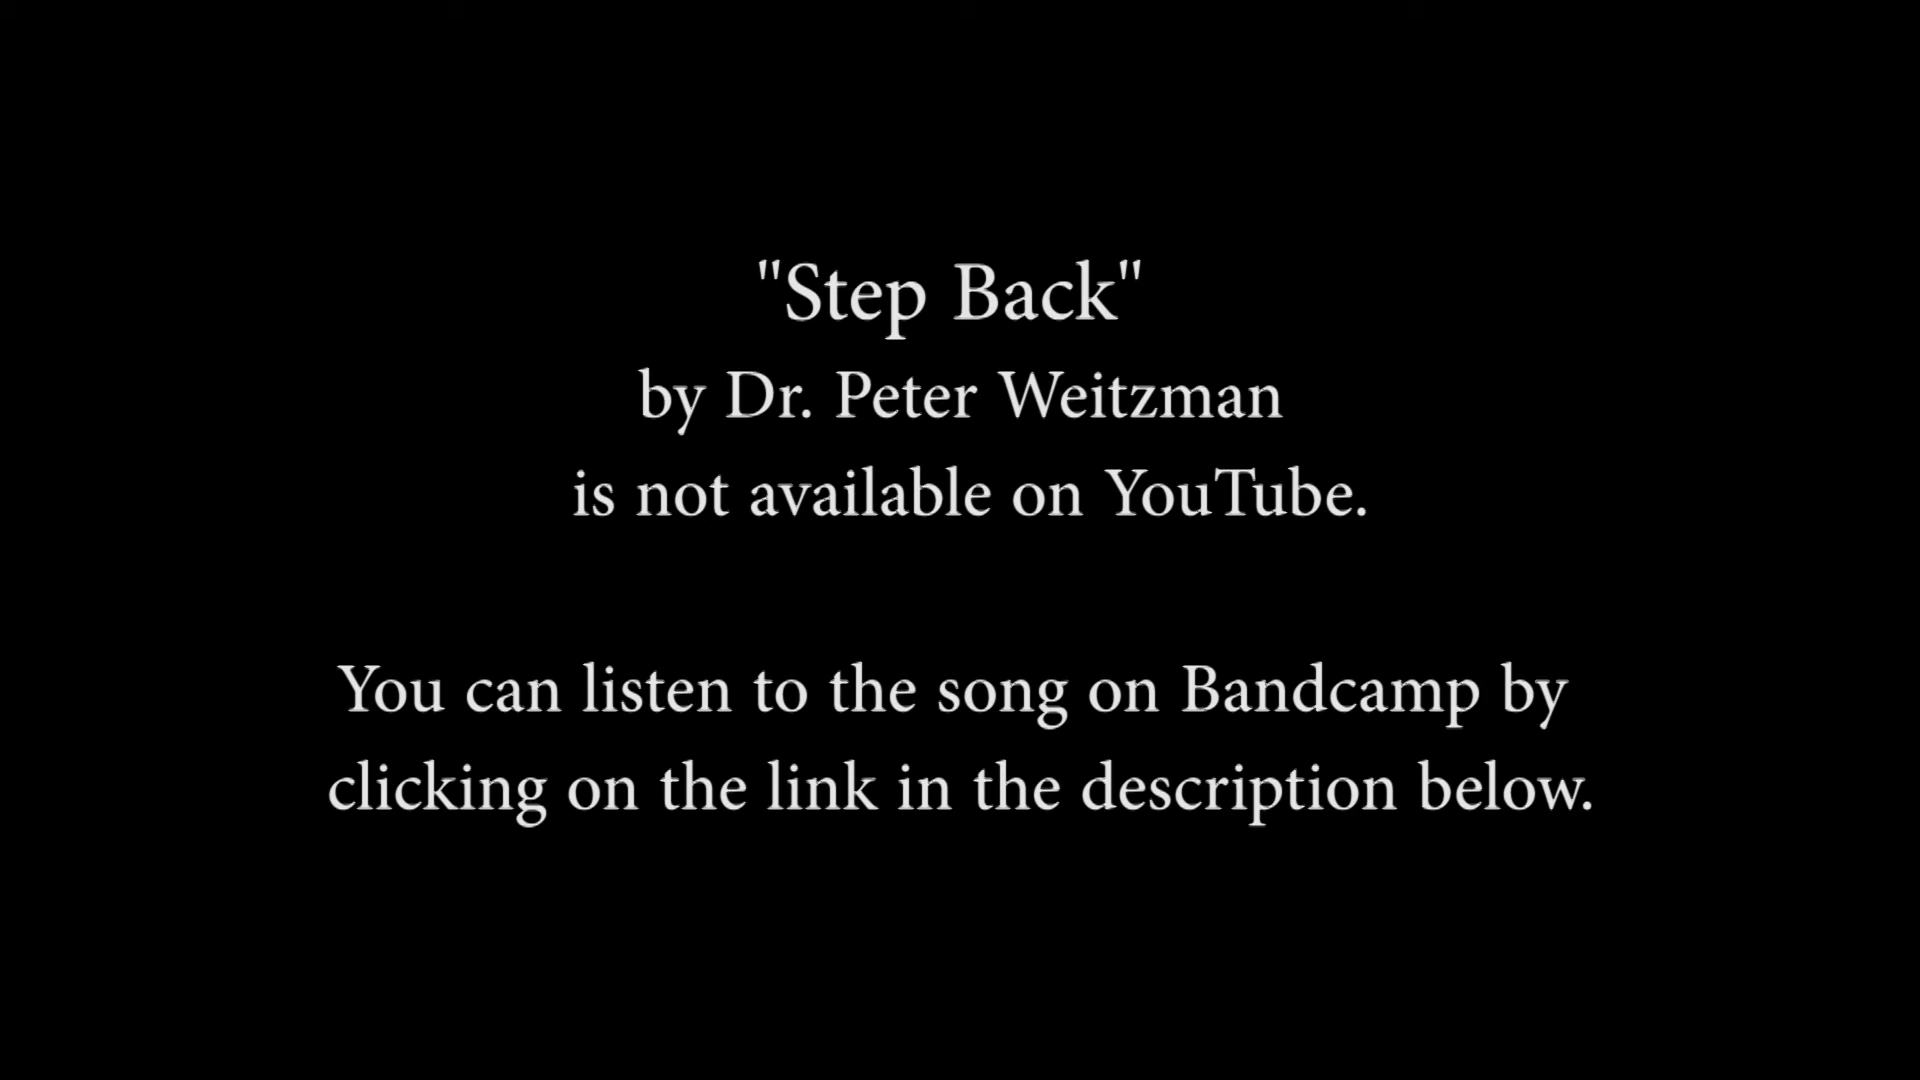 "Step Back"
by Dr. Peter Weitzman
is not available on YouTube.
You can listen to the song on Bandcamp by
clicking on the link in the description below.